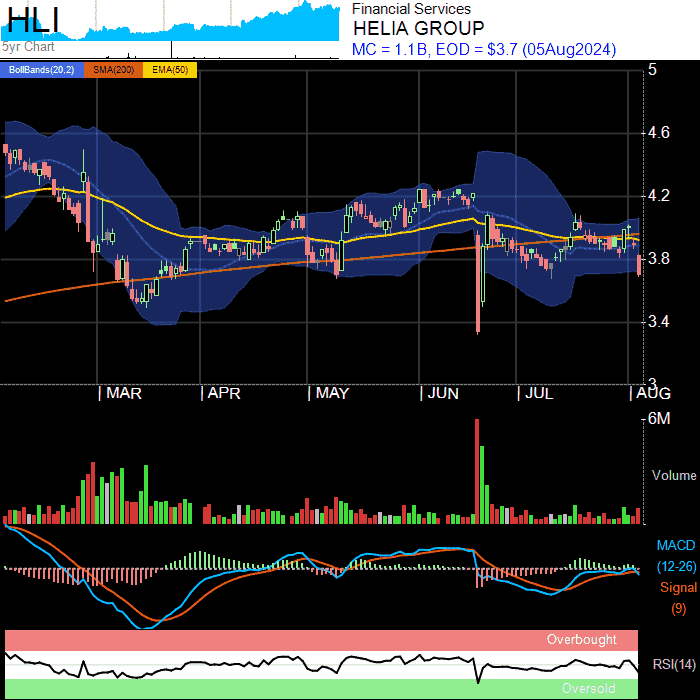 HLI
5yr Chart
Financial Services
HELIA GROUP
MC = 1.1B, EOD = $3.7 (05Aug2024)
BollBands(20,2) SMA(200) EMA(50)
5
4.6
4.2
3.8
3.4
3
| MAR | APR | MAY | JUN | JUL | AUG
6M
Volume
MACD
(12-26)
Signal
(9)
Overbought
RSI(14)
Oversold